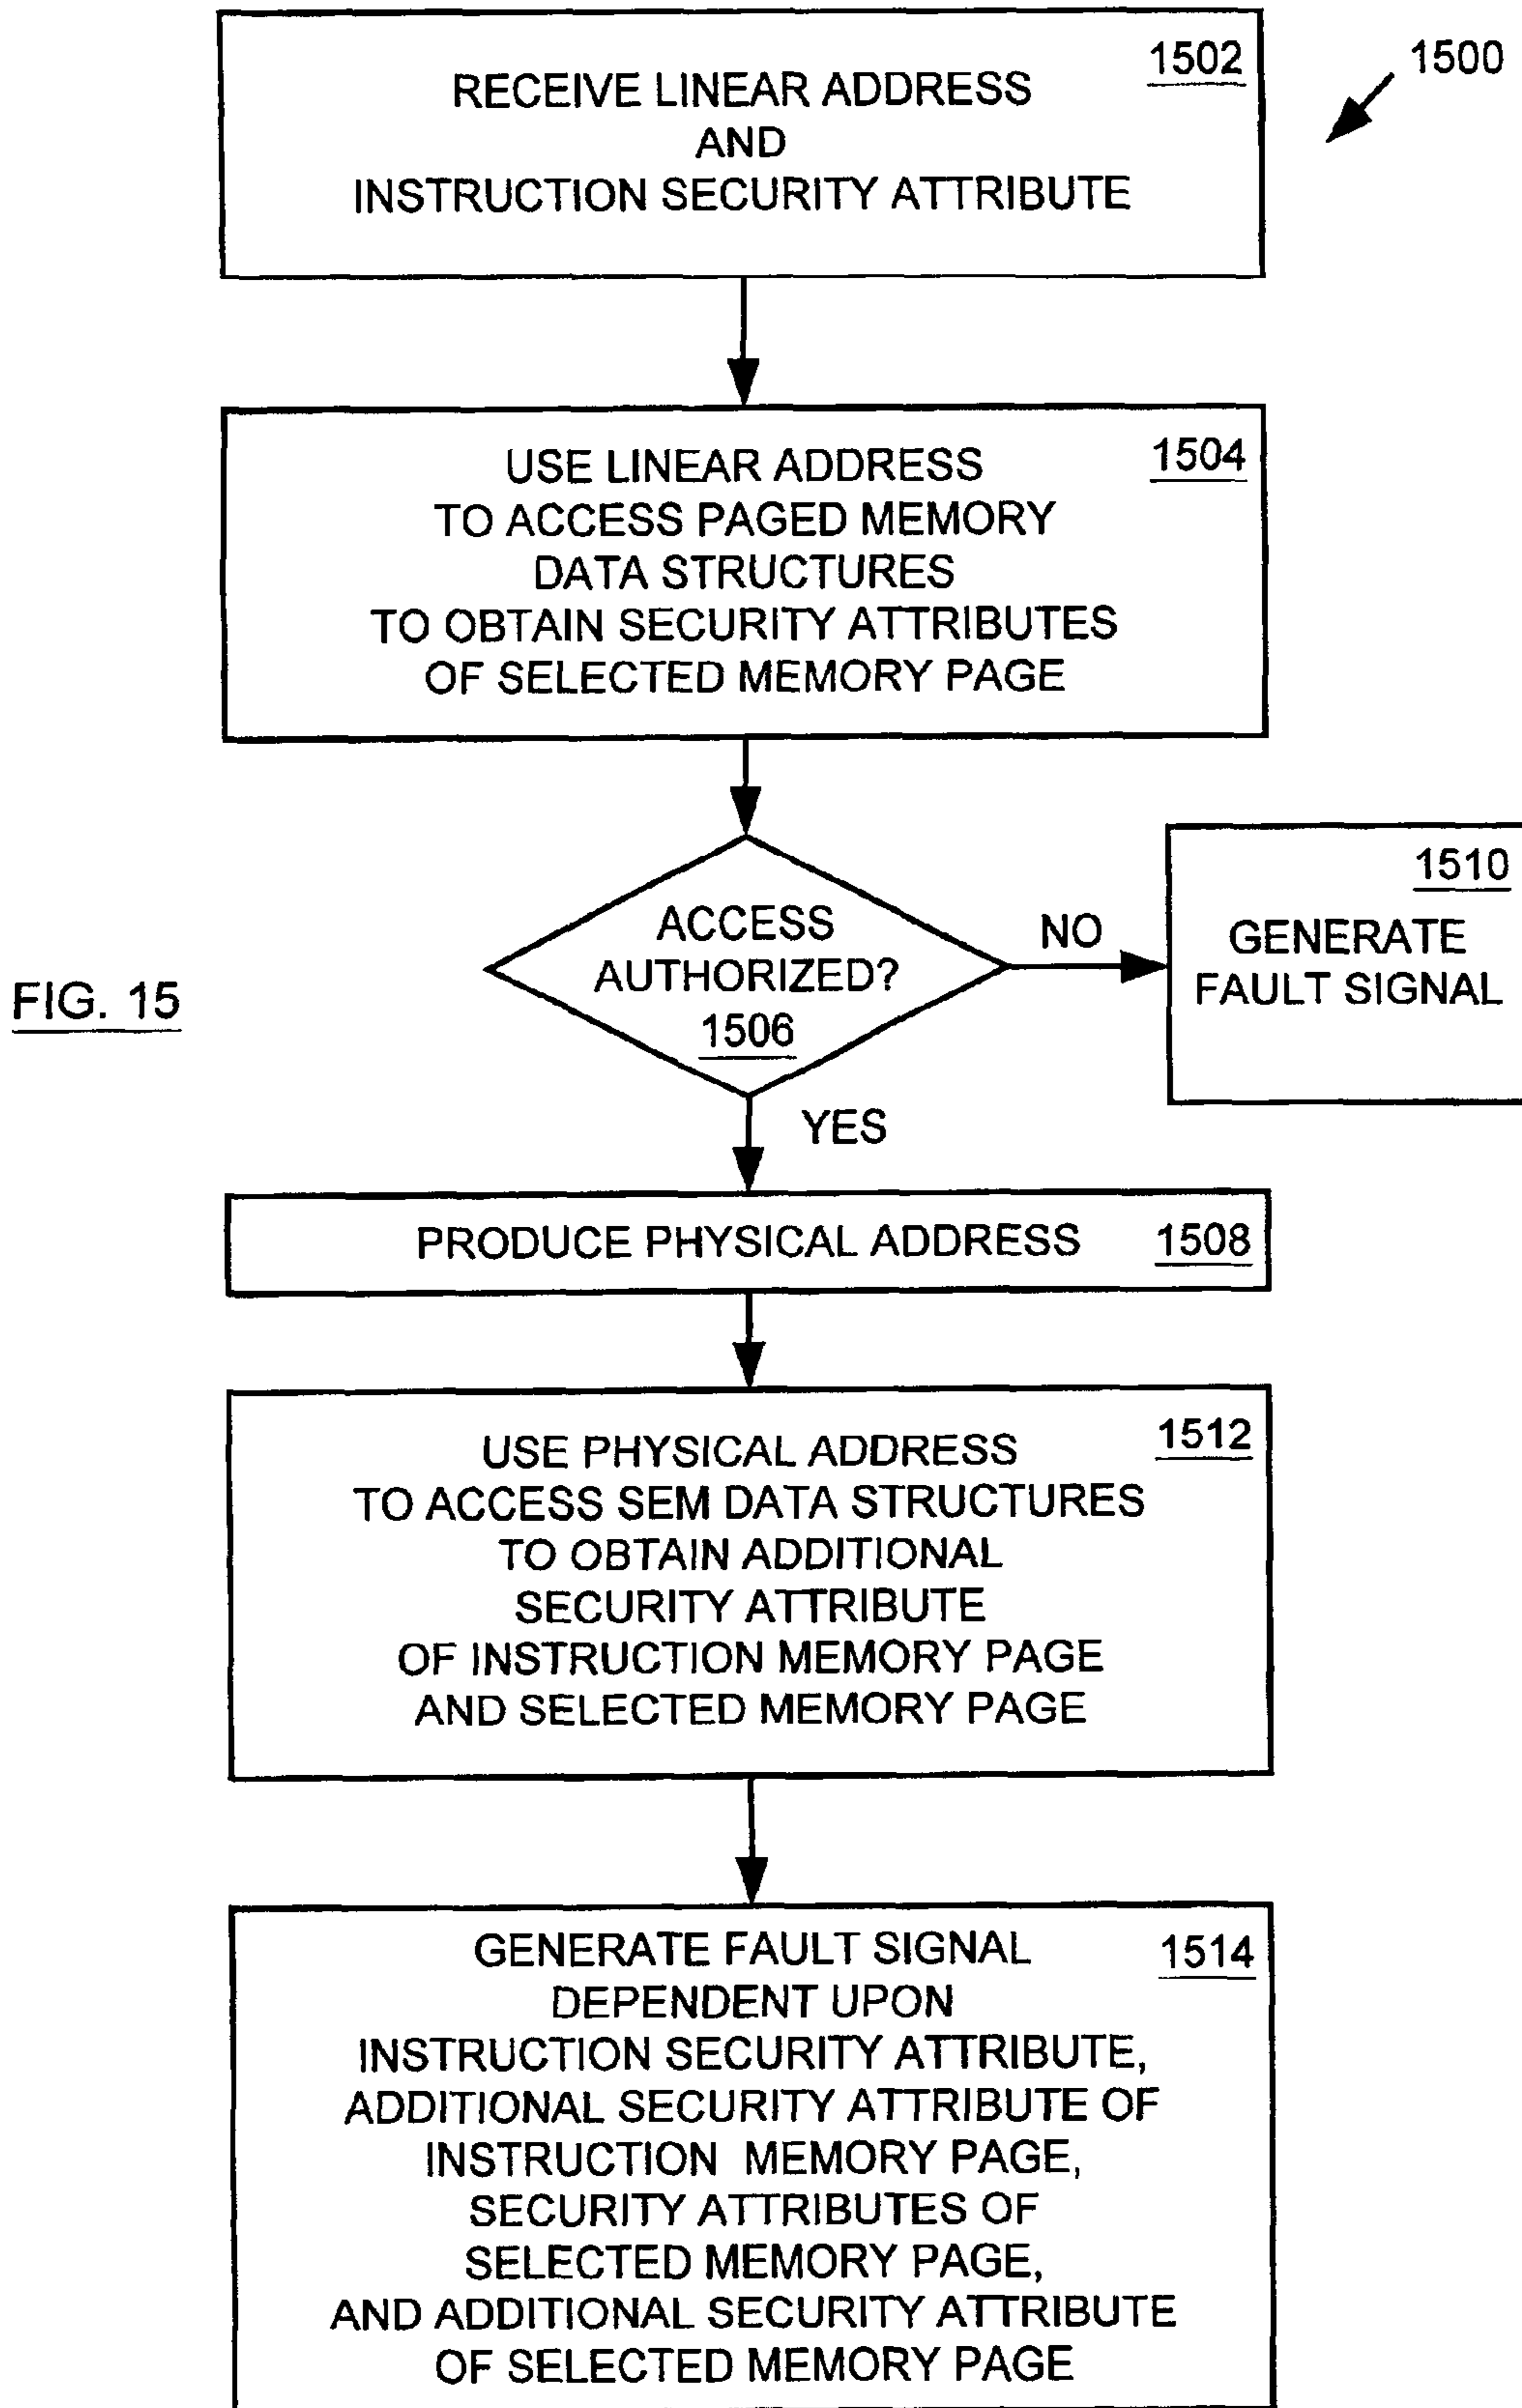 1502
RECEIVE LINEAR ADDRESS
AND
INSTRUCTION SECURITY ATTRIBUTE
1500
1504
USE LINEAR ADDRESS
TO ACCESS PAGED MEMORY
DATA STRUCTURES
TO OBTAIN SECURITY ATTRIBUTES
OF SELECTED MEMORY PAGE
ACCESS
AUTHORIZED?
1506
NO
1510
GENERATE
FAULT SIGNAL
FIG. 15
YES
PRODUCE PHYSICAL ADDRESS 1508
1512
USE PHYSICAL ADDRESS
TO ACCESS SEM DATA STRUCTURES
TO OBTAIN ADDITIONAL
SECURITY ATTRIBUTE
OF INSTRUCTION MEMORY PAGE
AND SELECTED MEMORY PAGE
GENERATE FAULT SIGNAL 1514
DEPENDENT UPON
INSTRUCTION SECURITY ATTRIBUTE,
ADDITIONAL SECURITY ATTRIBUTE OF
INSTRUCTION MEMORY PAGE,
SECURITY ATTRIBUTES OF
SELECTED MEMORY PAGE,
AND ADDITIONAL SECURITY ATTRIBUTE
OF SELECTED MEMORY PAGE